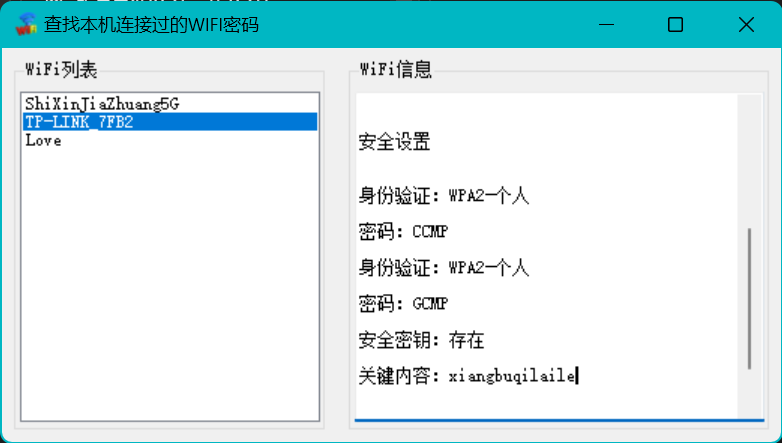 查找本机连接过的WIFI密码
WiFi列表
ShiXinJiaZhuang5G
TP-LINK_7FB2
Love
WiFi信息
安全设置
身份验证: WPA2-个人
密码: CCMP
身份验证: WPA2-个人
密码: GCMP
安全密钥: 存在
关键内容: xiangbuqilaile